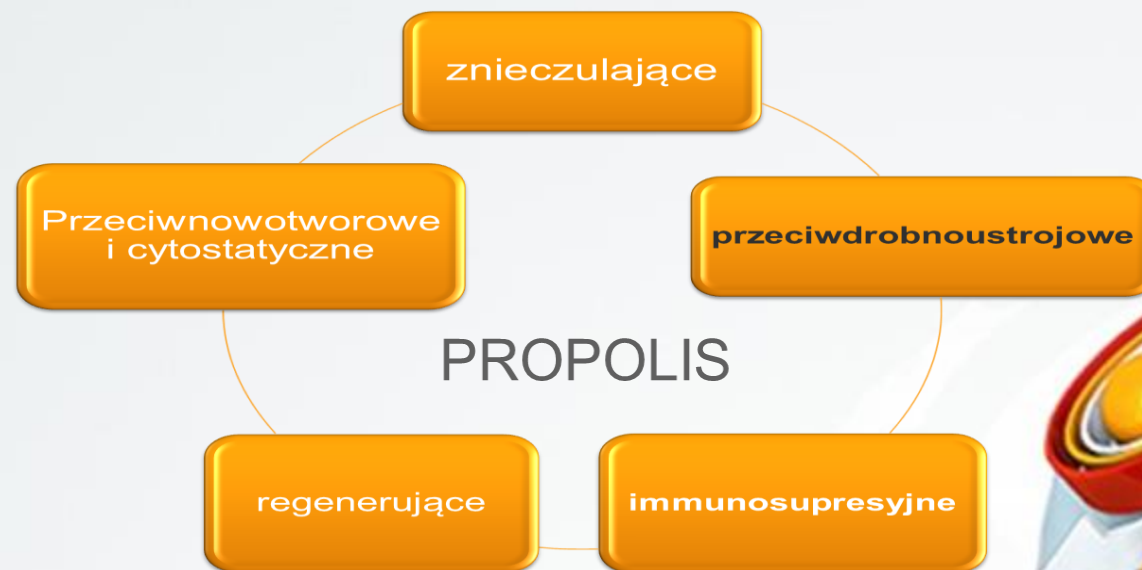 znieczulające
Przeciwnowotworowe
i cytostatyczne
przeciwdrobnoustrojowe
PROPOLIS
regenerujące
immunosupresyjne